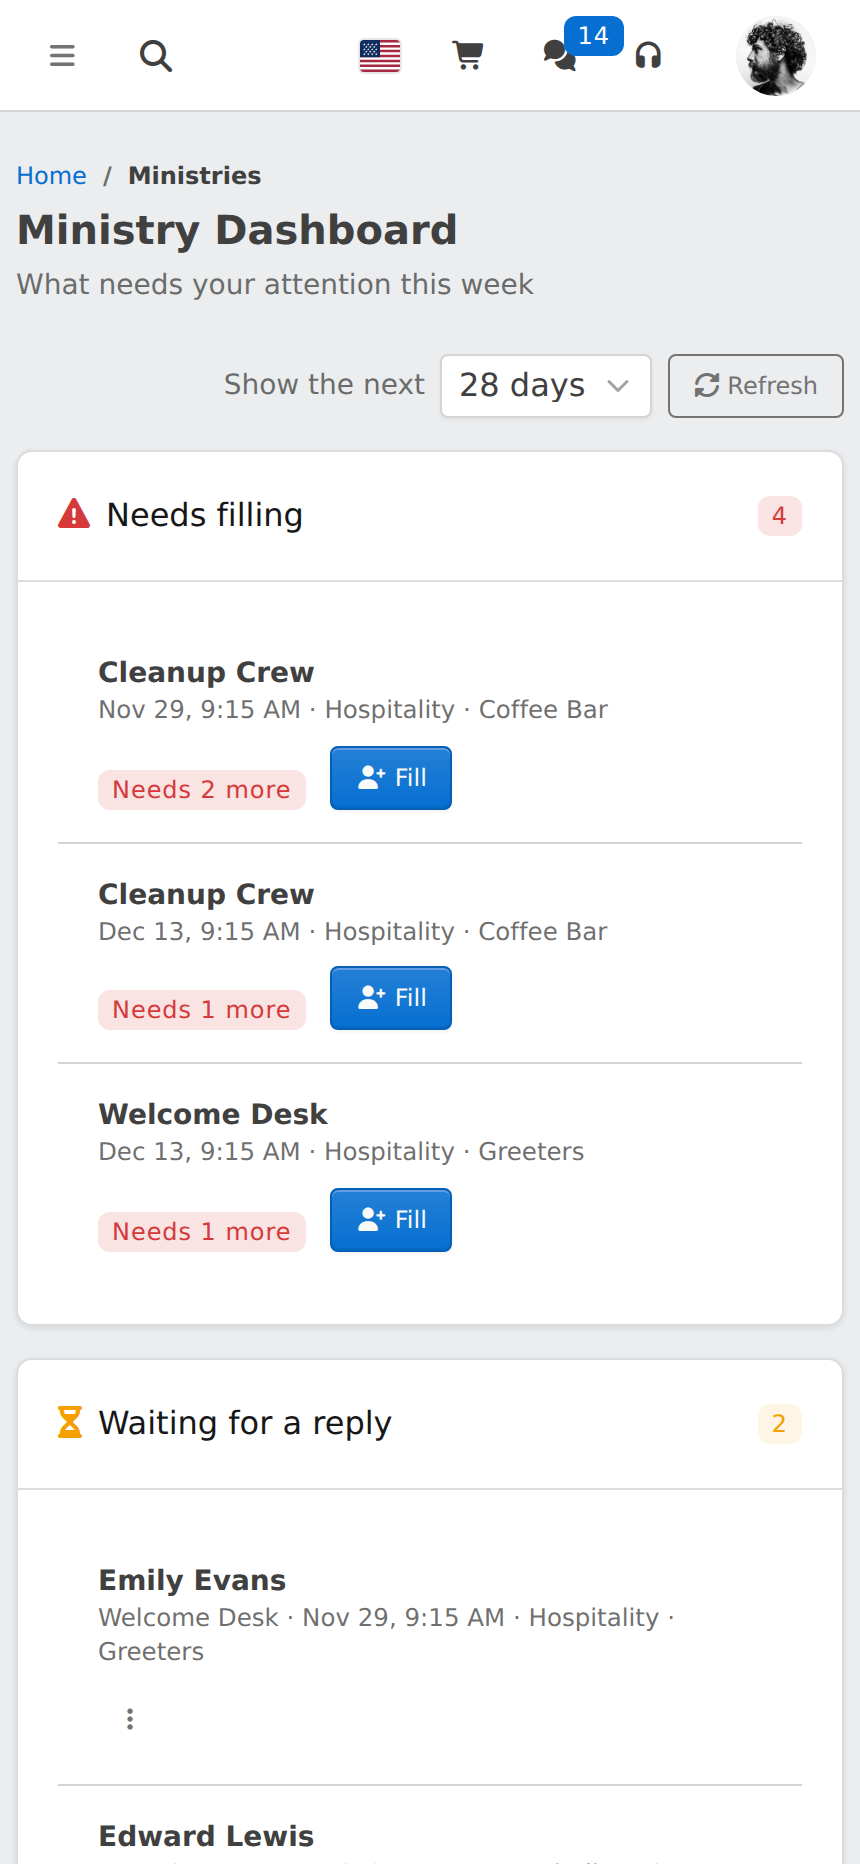 14
Home / Ministries
Ministry Dashboard
What needs your attention this week
Show the next 28 days Refresh
Needs filling 4
Cleanup Crew
Nov 29, 9:15 AM · Hospitality · Coffee Bar
Needs 2 more Fill
Cleanup Crew
Dec 13, 9:15 AM · Hospitality · Coffee Bar
Needs 1 more Fill
Welcome Desk
Dec 13, 9:15 AM · Hospitality · Greeters
Needs 1 more Fill
Waiting for a reply 2
Emily Evans
Welcome Desk · Nov 29, 9:15 AM · Hospitality ·
Greeters
Edward Lewis